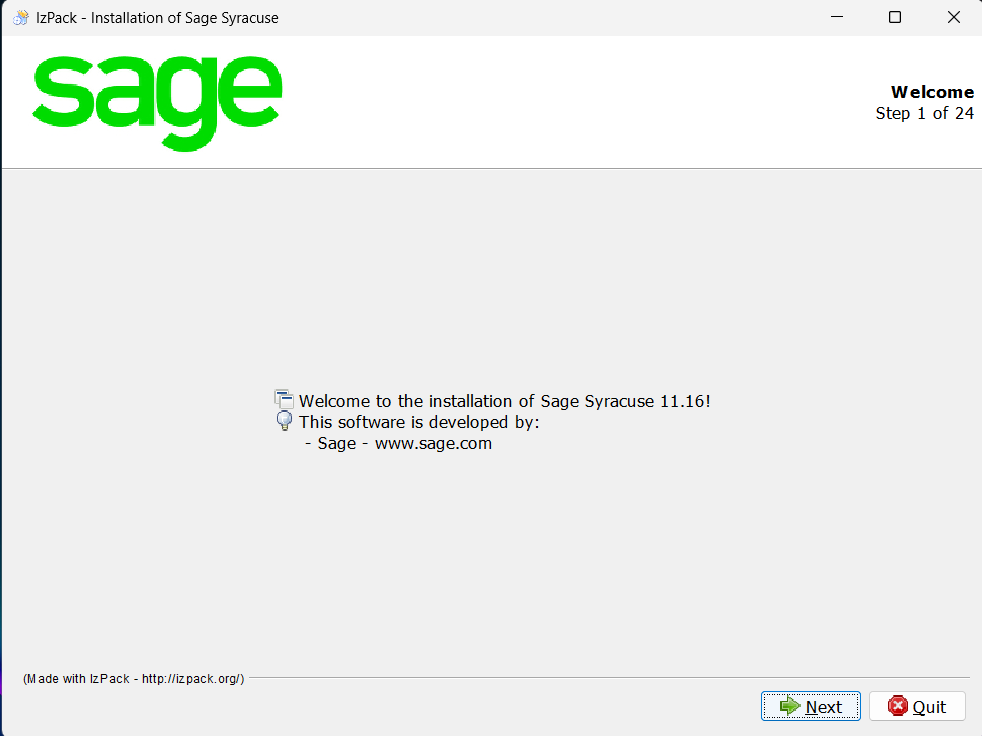 IzPack - Installation of Sage Syracuse
sage
Welcome
Step 1 of 24
Welcome to the installation of Sage Syracuse 11.16!
This software is developed by:
- Sage - www.sage.com
(Made with IzPack - http://izpack.org/)
Next
Quit